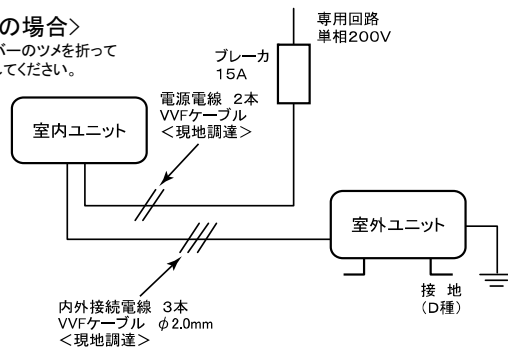 の場合＞
バーのツメを折って
してください。
専用回路
単相200V
ブレーカ
15A
電源電線 2本
VVFケーブル
＜現地調達＞
室内ユニット
室外ユニット
接 地
（D種）
内外接続電線 3本
VVFケーブル φ2.0mm
＜現地調達＞